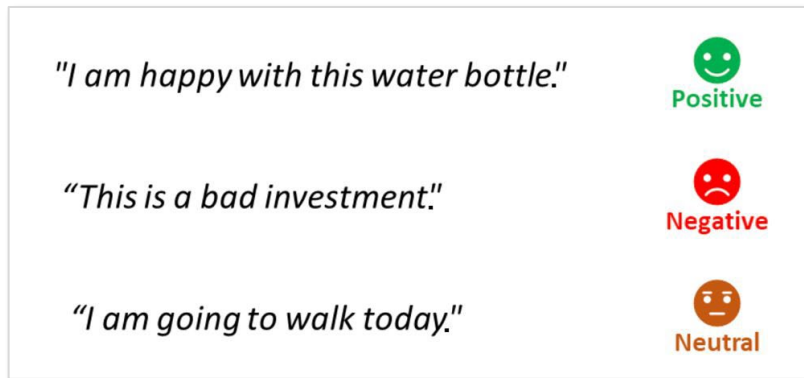 "I am happy with this water bottle."
Positive
“This is a bad investment."
Negative
“I am going to walk today."
Neutral